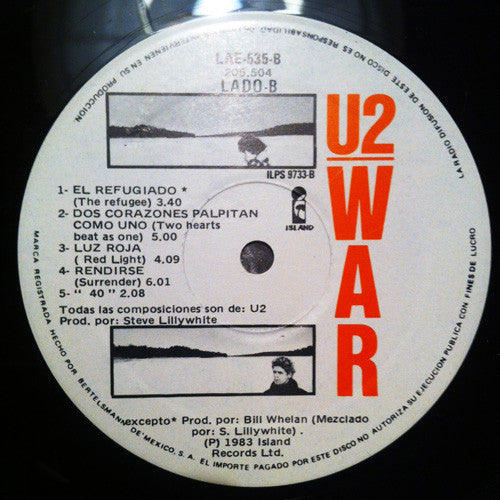 LAE-635-B
206.504
LADO-B
ILPS 9733-B
U2
WAR
ISLAND
1- EL REFUGIADO *
(The refugee) 3.40
2- DOS CORAZONES PALPITAN
COMO UNO (Two hearts
beat as one) 5.00
3- LUZ ROJA
( Red Light) 4.09
4- RENDIRSE
(Surrender) 6.01
5- “ 40 ” 2.08
Todas las composiciones son de: U2
Prod. por: Steve Lillywhite
excepto* Prod. por: Bill Whelan (Mezclado
por: S. Lillywhite) .
(P) 1983 Island
Records Ltd.
MARCA REGISTRADA. HECHO POR BERTELSMANN DE MEXICO, S. A. EL IMPORTE PAGADO POR ESTE DISCO NO AUTORIZA SU EJECUCION PUBLICA CON FINES DE LUCRO
LA RADIO DIFUSION DE ESTE DISCO NO ES RESPONSABILIDAD INTERVIENEN EN SU PRODUCCION